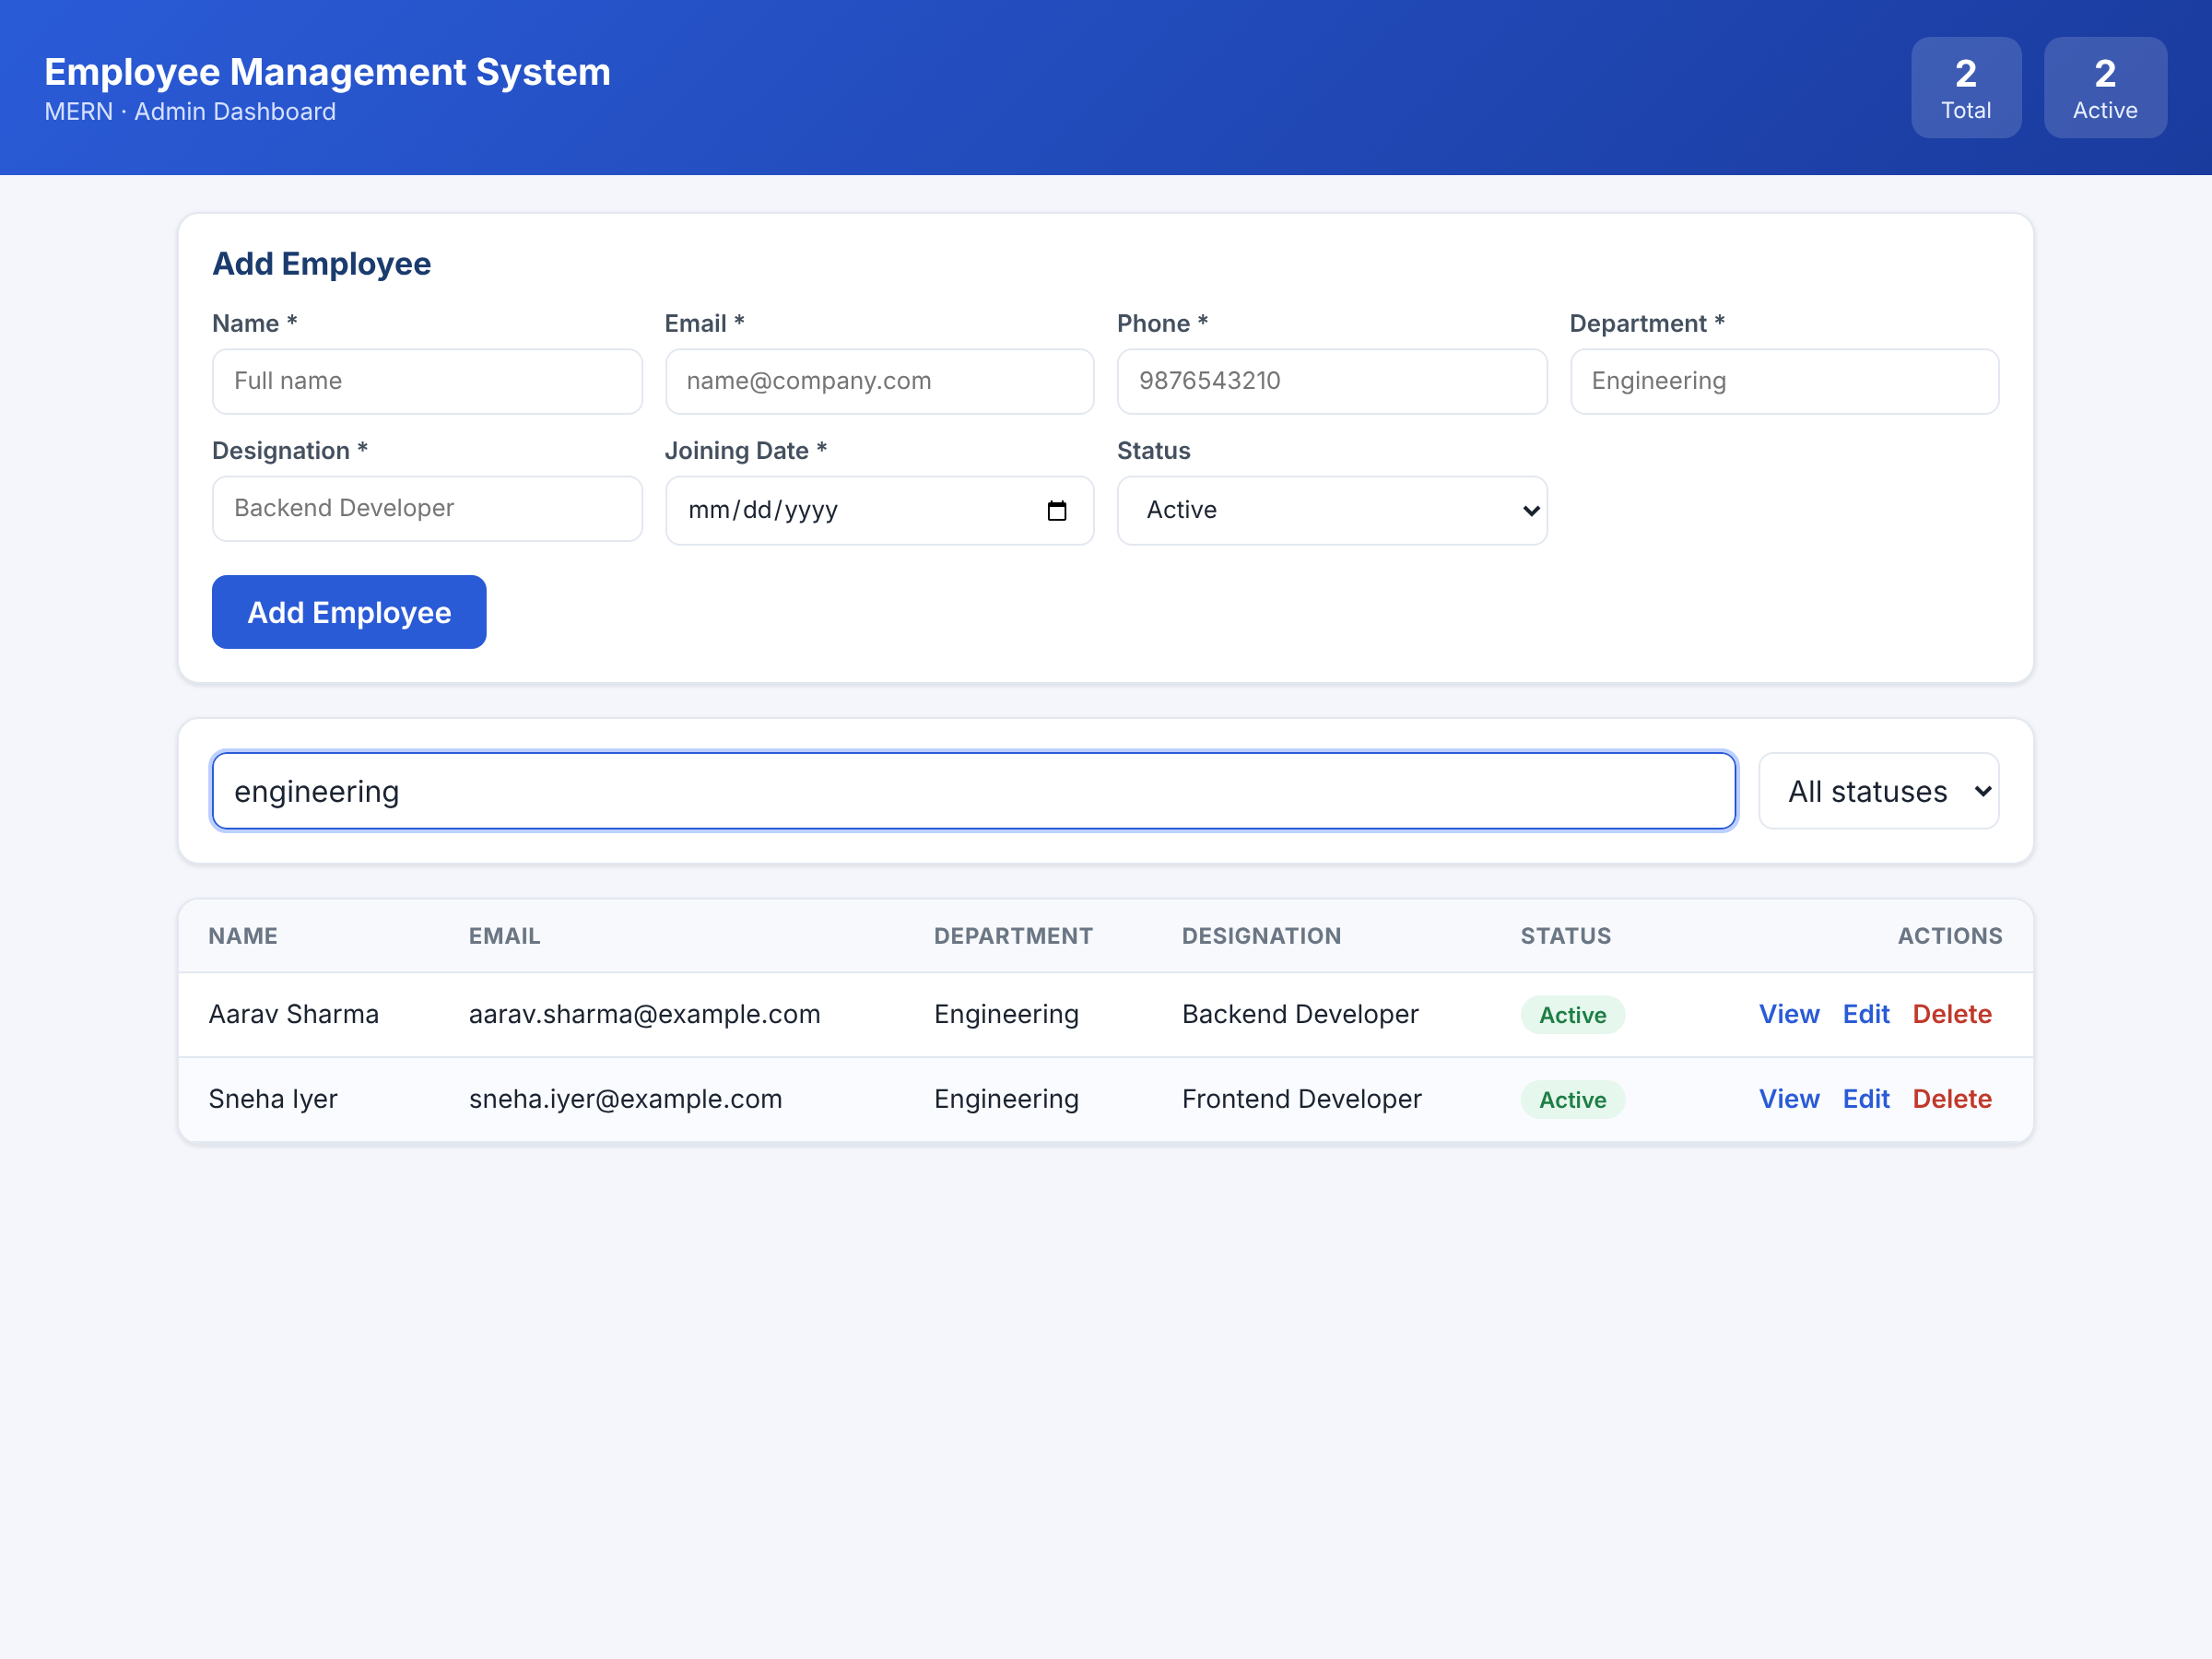 Employee Management System
MERN · Admin Dashboard
2
Total
2
Active
Add Employee
Name * Email * Phone * Department *
Full name name@company.com 9876543210 Engineering
Designation * Joining Date * Status
Backend Developer mm/dd/yyyy Active
Add Employee
engineering All statuses
NAME EMAIL DEPARTMENT DESIGNATION STATUS ACTIONS
Aarav Sharma aarav.sharma@example.com Engineering Backend Developer Active View Edit Delete
Sneha Iyer sneha.iyer@example.com Engineering Frontend Developer Active View Edit Delete